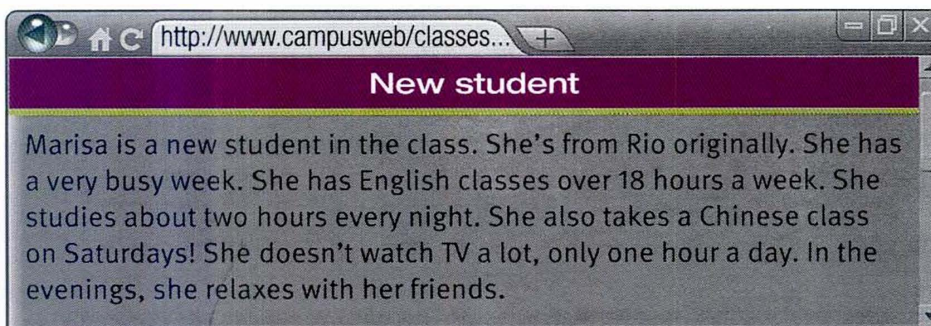 http://www.campusweb/classes...
New student
Marisa is a new student in the class. She's from Rio originally. She has
a very busy week. She has English classes over 18 hours a week. She
studies about two hours every night. She also takes a Chinese class
on Saturdays! She doesn't watch TV a lot, only one hour a day. In the
evenings, she relaxes with her friends.